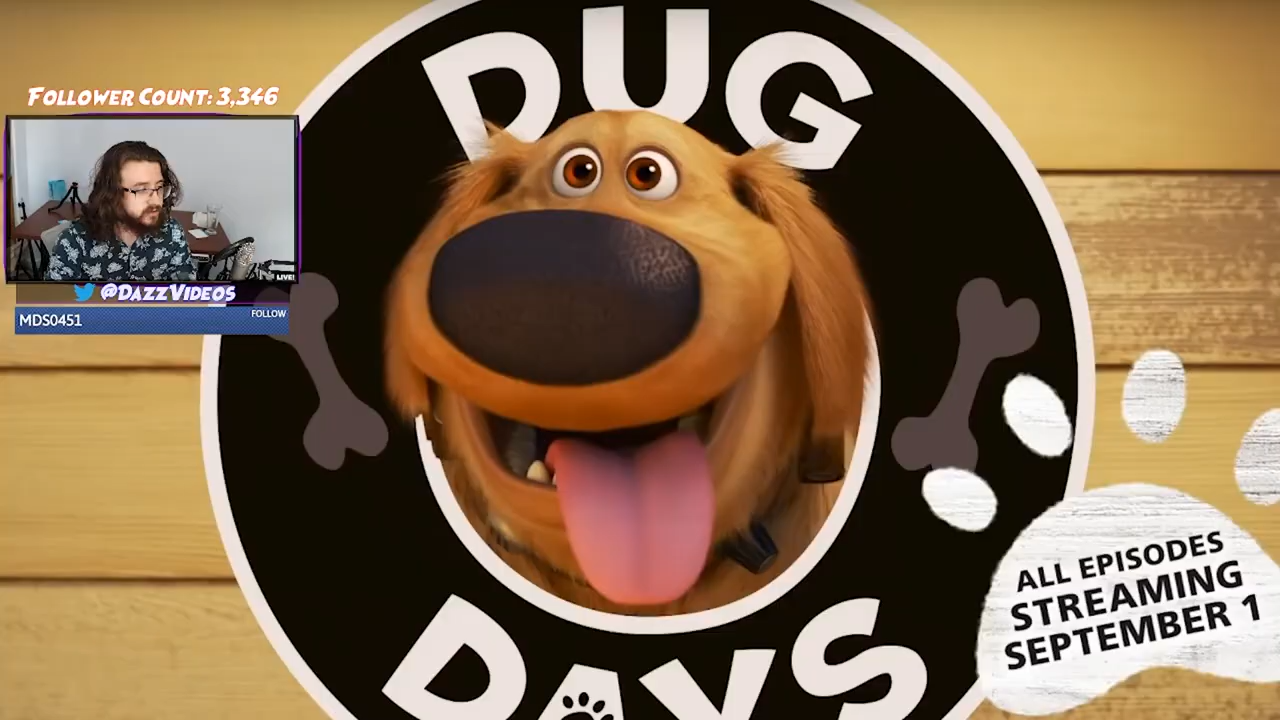 DUG
FOLLOWER COUNT: 3,346
LIVE!
@DAZZVIDEOS
FOLLOW
MDS0451
ALL EPISODES
STREAMING
SEPTEMBER 1
DAYS